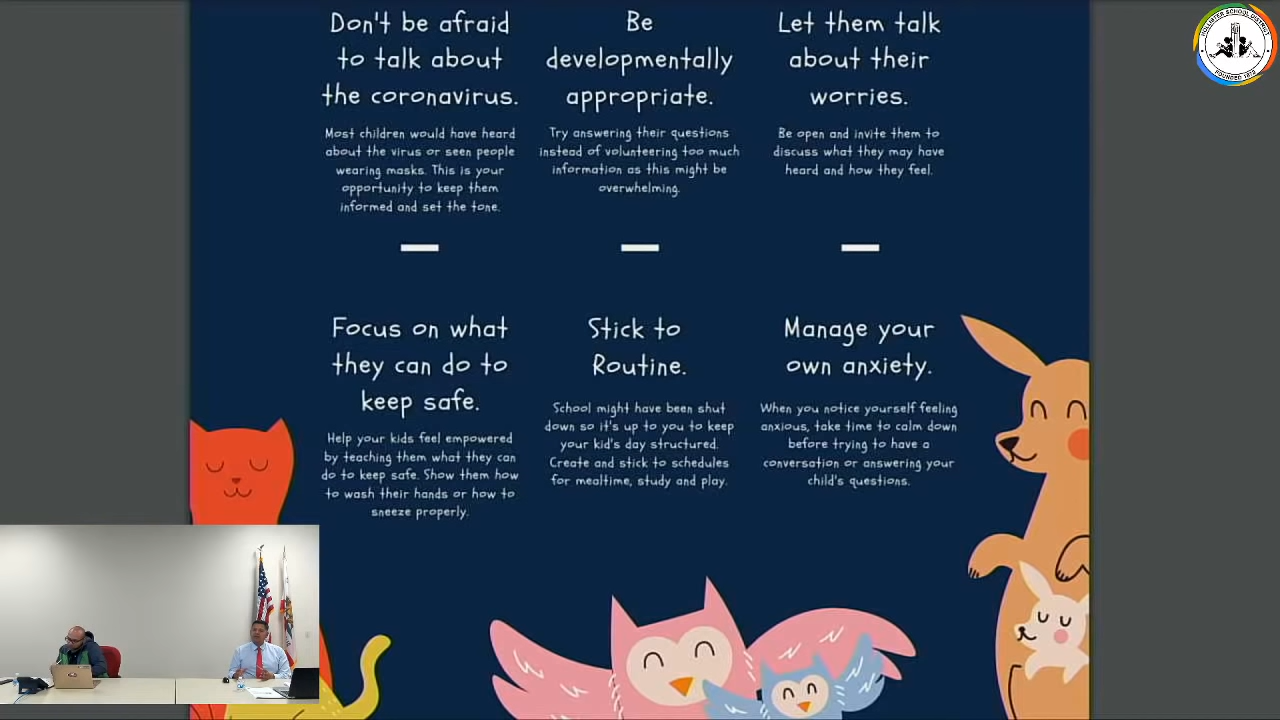 Don't be afraid
to talk about
the coronavirus.
Most children would have heard
about the virus or seen people
wearing masks. This is your
opportunity to keep them
informed and set the tone.
Be
developmentally
appropriate.
Try answering their questions
instead of volunteering too much
information as this might be
overwhelming.
Let them talk
about their
worries.
Be open and invite them to
discuss what they may have
heard and how they feel.
Focus on what
they can do to
keep safe.
Help your kids feel empowered
by teaching them what they can
do to keep safe. Show them how
to wash their hands or how to
sneeze properly.
Stick to
Routine.
School might have been shut
down so it's up to you to keep
your kid's day structured.
Create and stick to schedules
for mealtime, study and play.
Manage your
own anxiety.
When you notice yourself feeling
anxious, take time to calm down
before trying to have a
conversation or answering your
child's questions.
HOLLISTER SCHOOL DISTRICT